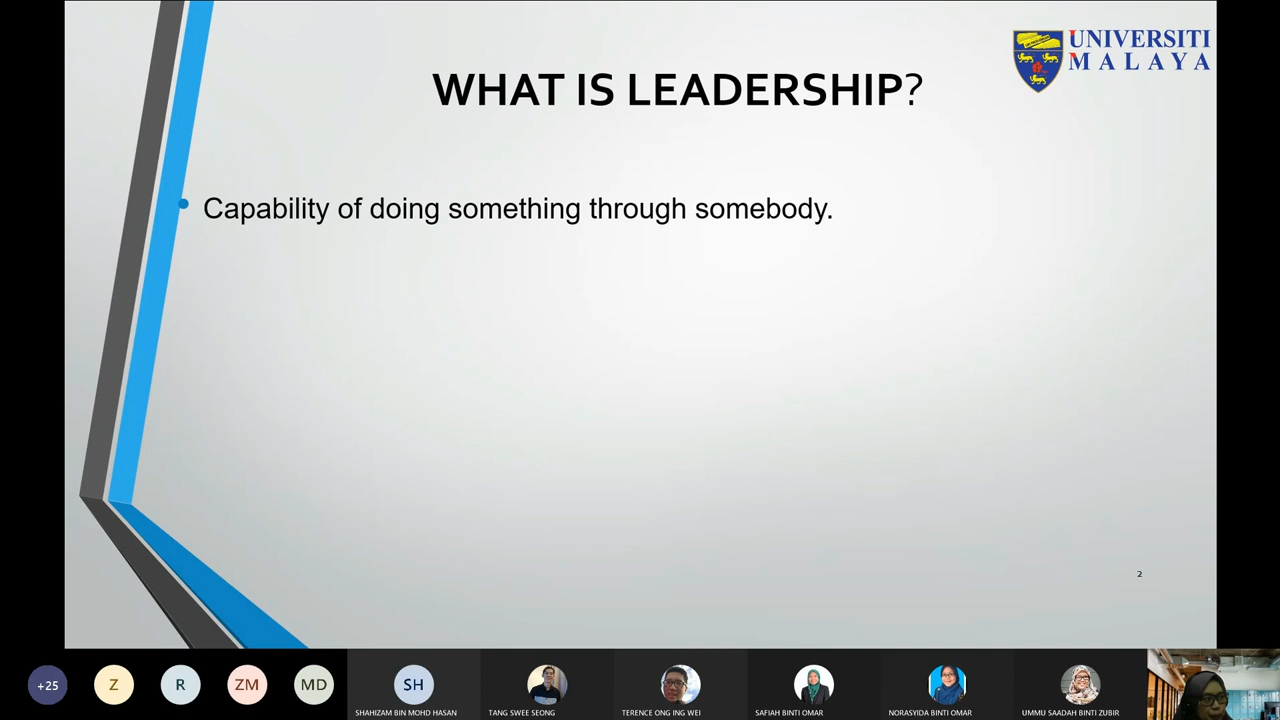 UNIVERSITI
MALAYA
WHAT IS LEADERSHIP?
• Capability of doing something through somebody.
2
+25
Z
R
ZM
MD
SH
SHAHIZAM BIN MOHD HASAN
TANG SWEE SEONG
TERENCE ONG ING WEI
SAFIAH BINTI OMAR
NORASYIDA BINTI OMAR
UMMU SAADAH BINTI ZUBIR